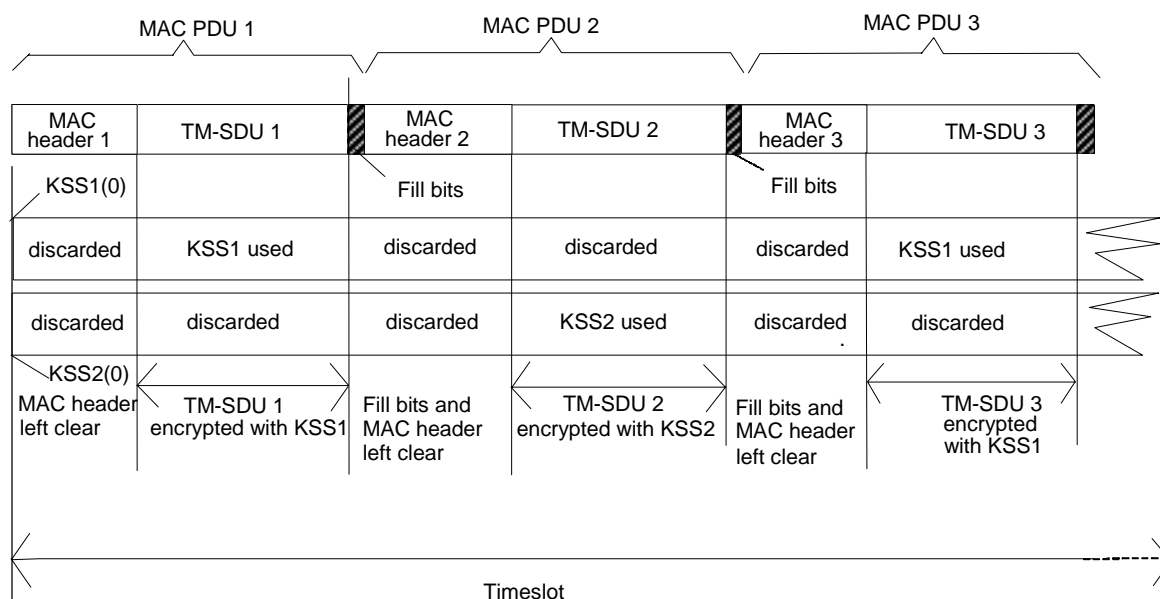 MAC PDU 1
MAC PDU 2
MAC PDU 3
MAC
header 1
TM-SDU 1
MAC
header 2
TM-SDU 2
MAC
header 3
TM-SDU 3
KSS1(0)
Fill bits
Fill bits
discarded
KSS1 used
discarded
discarded
discarded
KSS1 used
discarded
discarded
discarded
KSS2 used
discarded
discarded
KSS2(0)
MAC header
left clear
TM-SDU 1
encrypted with KSS1
Fill bits and
MAC header
left clear
TM-SDU 2
encrypted with KSS2
Fill bits and
MAC header
left clear
TM-SDU 3
encrypted
with KSS1
Timeslot